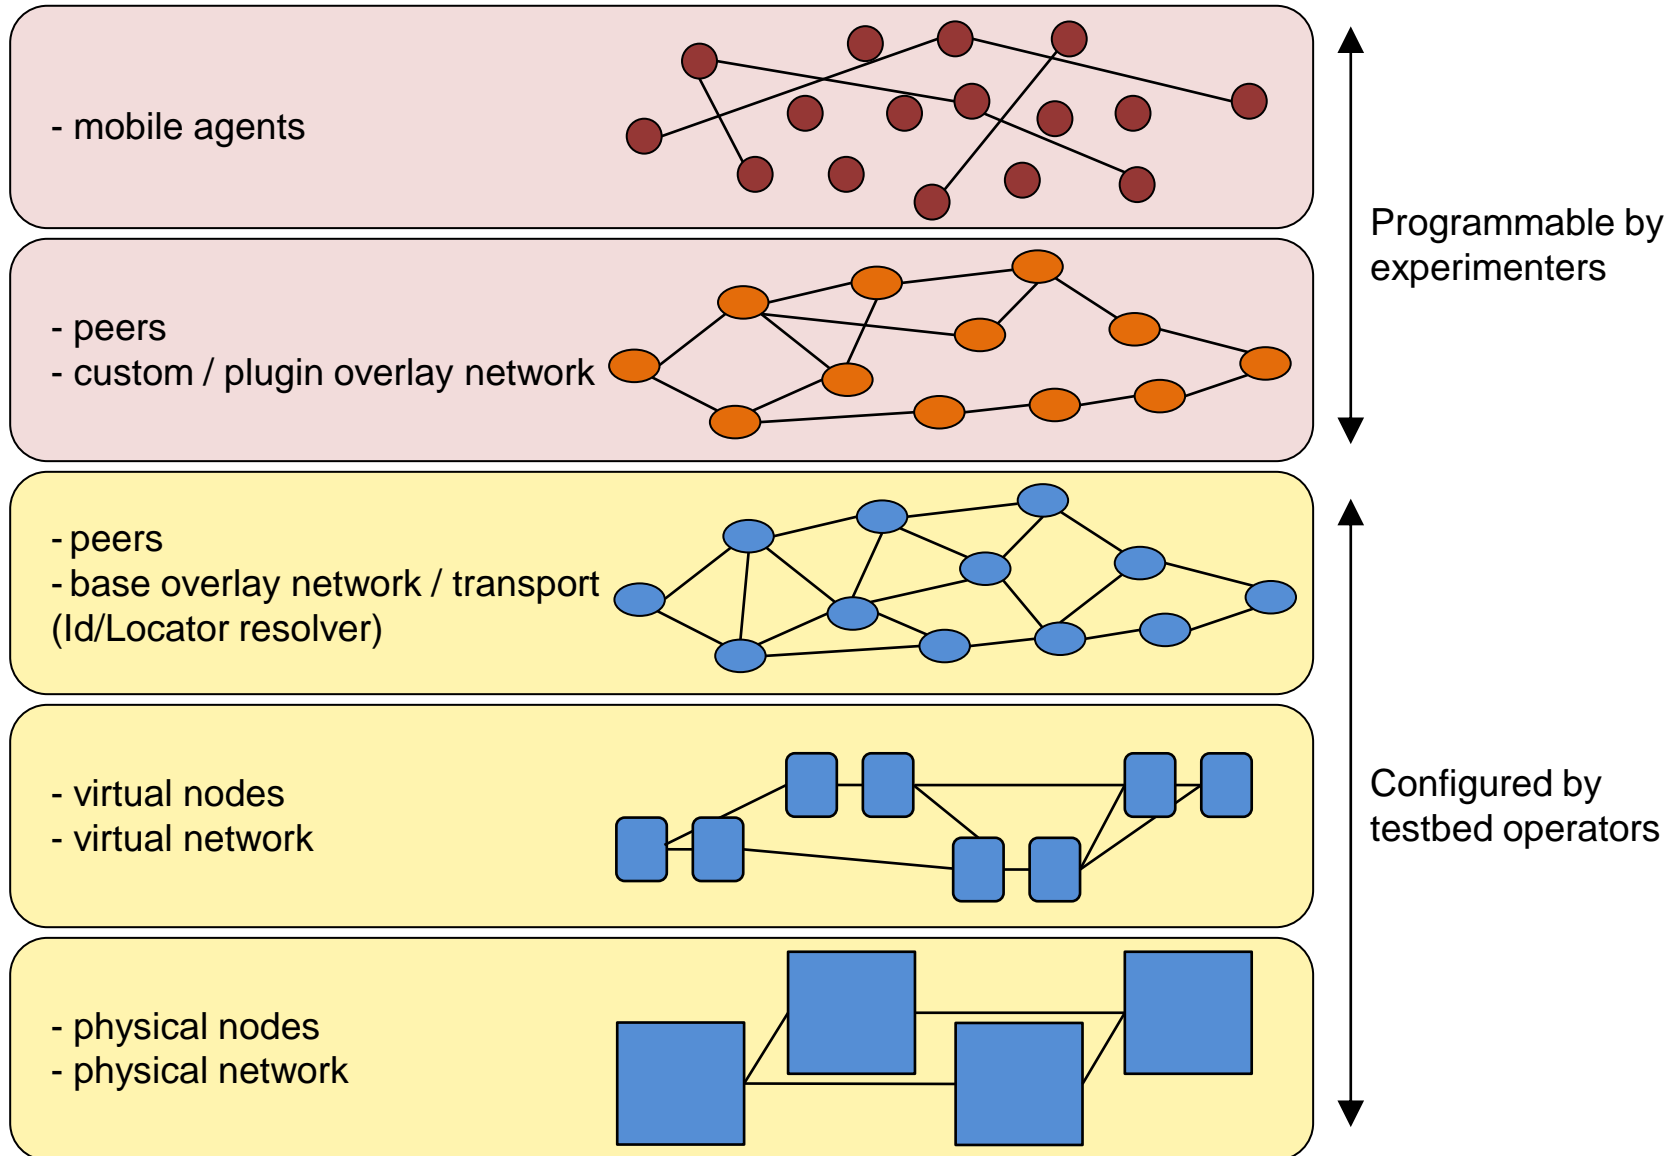 - mobile agents
Programmable by
experimenters
- peers
- custom / plugin overlay network
- peers
- base overlay network / transport
(Id/Locator resolver)
- virtual nodes
- virtual network
Configured by
testbed operators
- physical nodes
- physical network